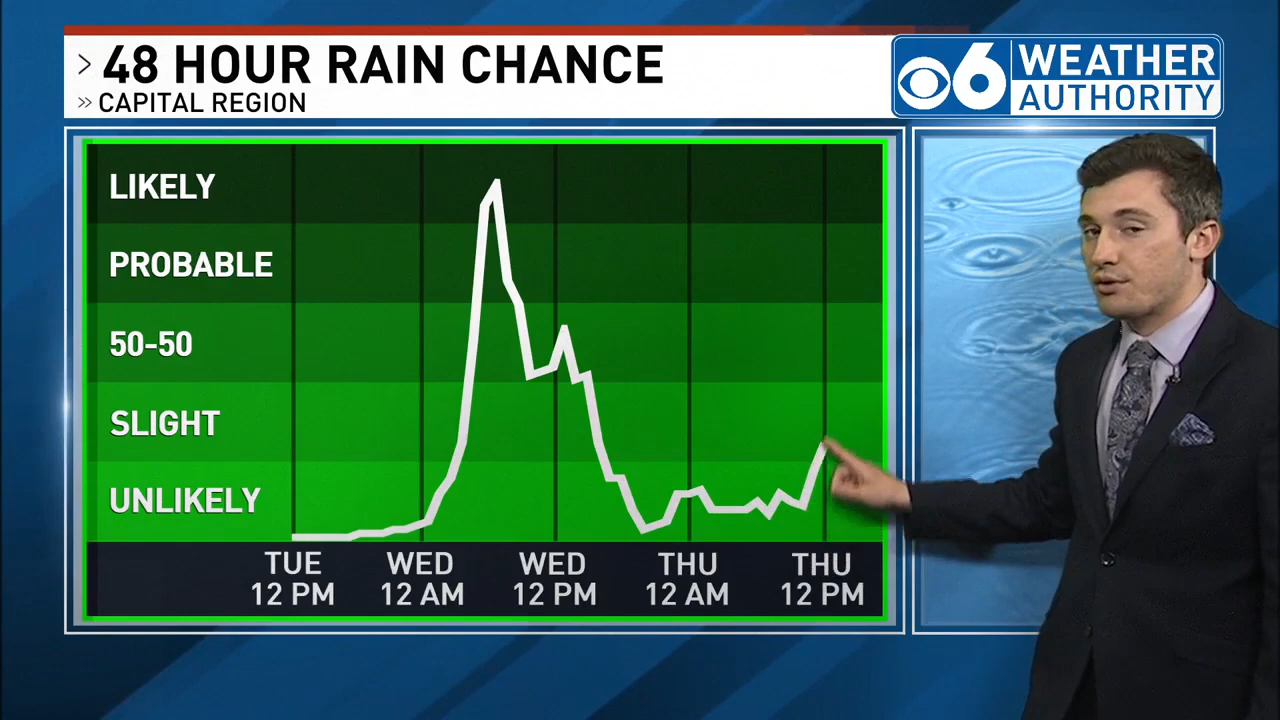 48 HOUR RAIN CHANCE
CAPITAL REGION
6 WEATHER
AUTHORITY
LIKELY
PROBABLE
50-50
SLIGHT
UNLIKELY
TUE
12 PM
WED
12 AM
WED
12 PM
THU
12 AM
THU
12 PM